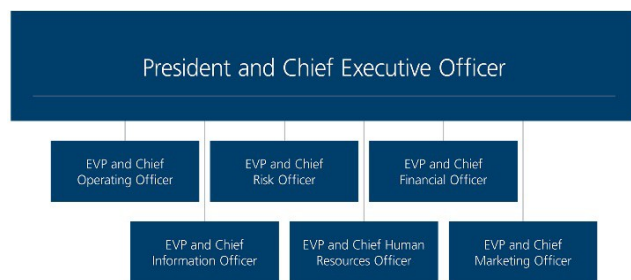 President and Chief Executive Officer
EVP and Chief
Operating Officer
EVP and Chief
Risk Officer
EVP and Chief
Financial Officer
EVP and Chief
Information Officer
EVP and Chief Human
Resources Officer
EVP and Chief
Marketing Officer